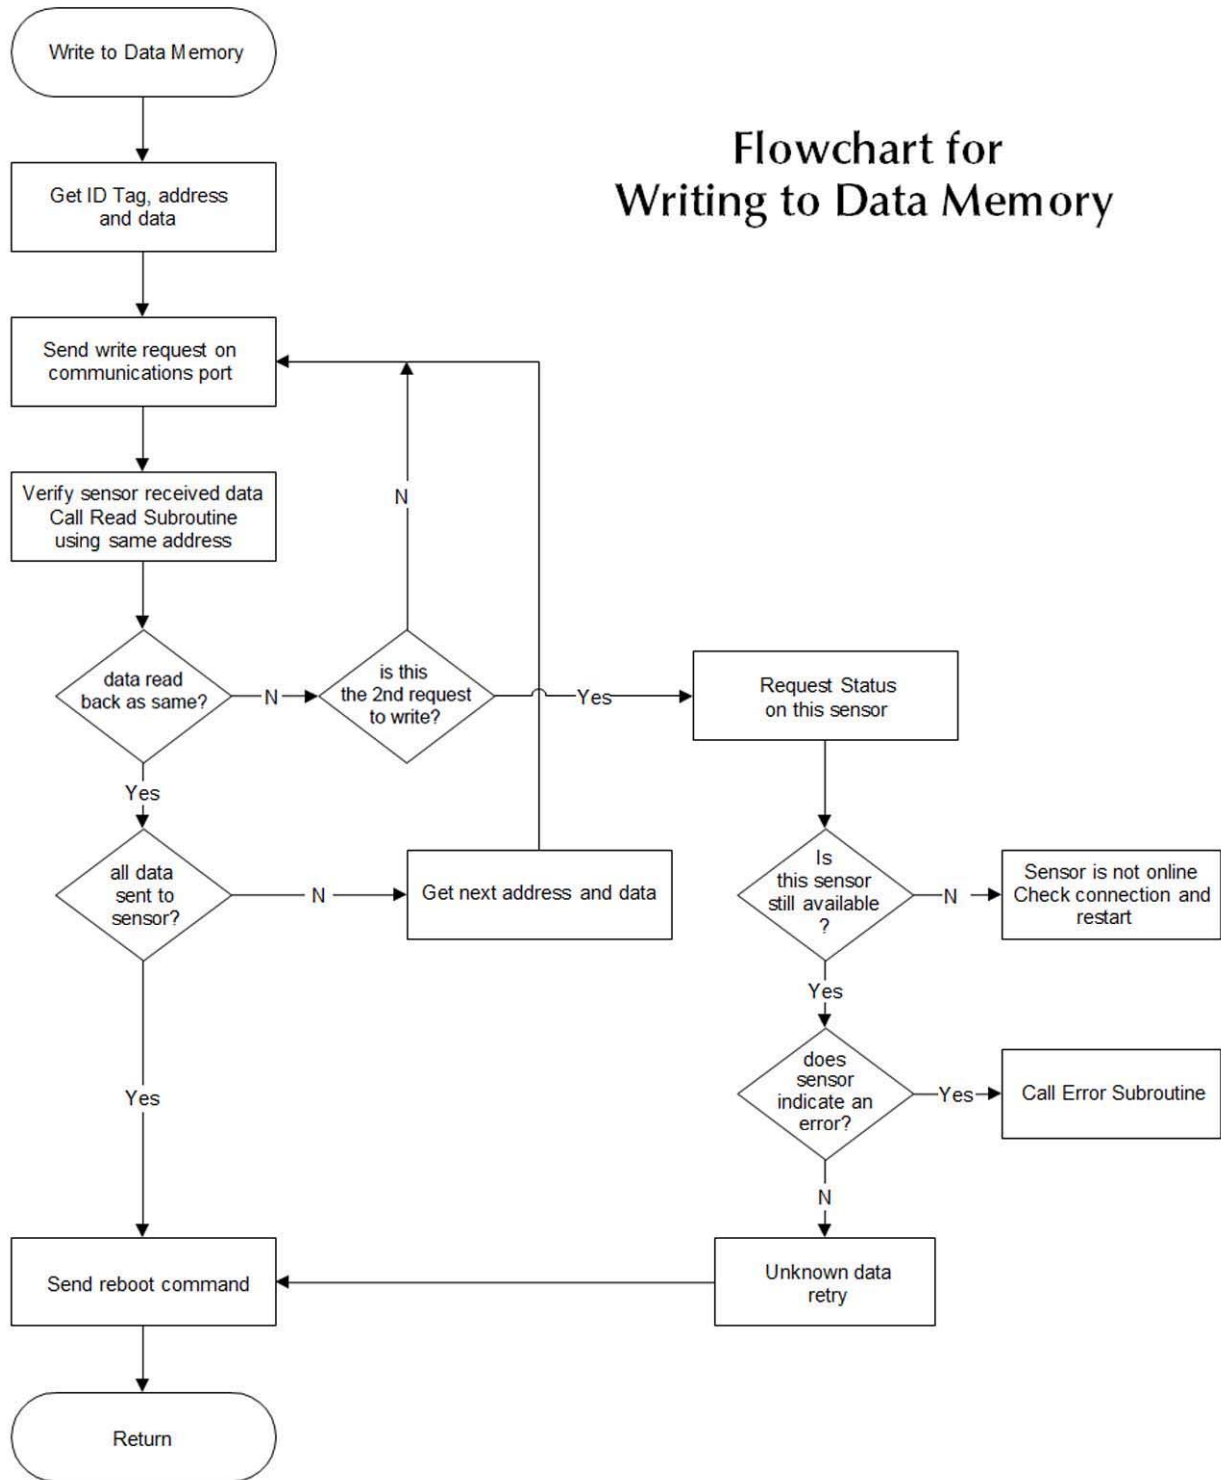 Write to Data Memory
Flowchart for
Writing to Data Memory
Get ID Tag, address
and data
Send write request on
communications port
Verify sensor received data
Call Read Subroutine
using same address
N
data read
back as same?
N
is this
the 2nd request
to write?
Yes
Request Status
on this sensor
Yes
all data
sent to
sensor?
N
Get next address and data
Is
this sensor
still available
?
N
Sensor is not online
Check connection and
restart
Yes
does
sensor
indicate an
error?
Yes
Call Error Subroutine
Yes
N
Send reboot command
Unknown data
retry
Return